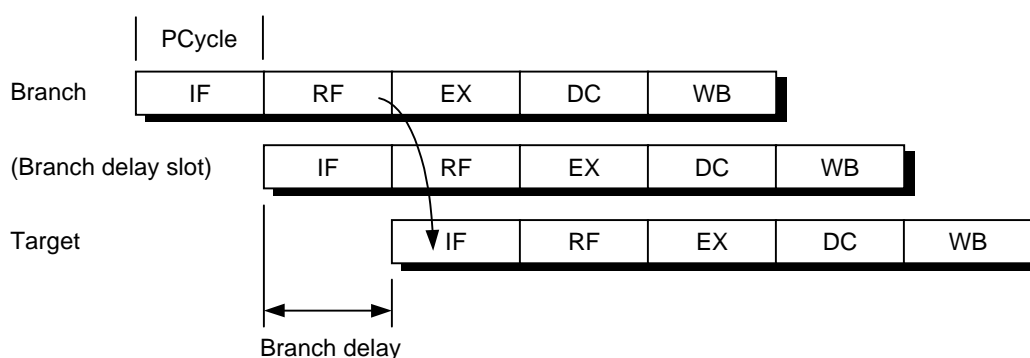 PCycle
Branch IF RF EX DC WB
(Branch delay slot) IF RF EX DC WB
Target IF RF EX DC WB
Branch delay